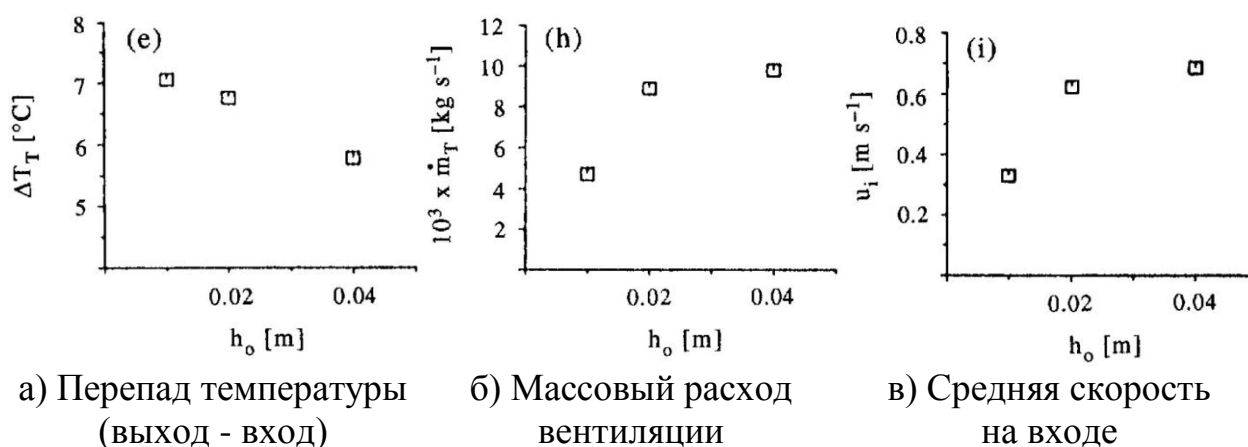 (e)
8
7
6
5
ΔT_T [°C]
0.02 0.04
h_o [m]
(h)
12
10
8
6
4
2
10³ x ṁ_T [kg s⁻¹]
0.02 0.04
h_o [m]
(i)
0.8
0.6
0.4
0.2
u_i [m s⁻¹]
0.02 0.04
h_o [m]
а) Перепад температуры
(выход - вход)
б) Массовый расход
вентиляции
в) Средняя скорость
на входе